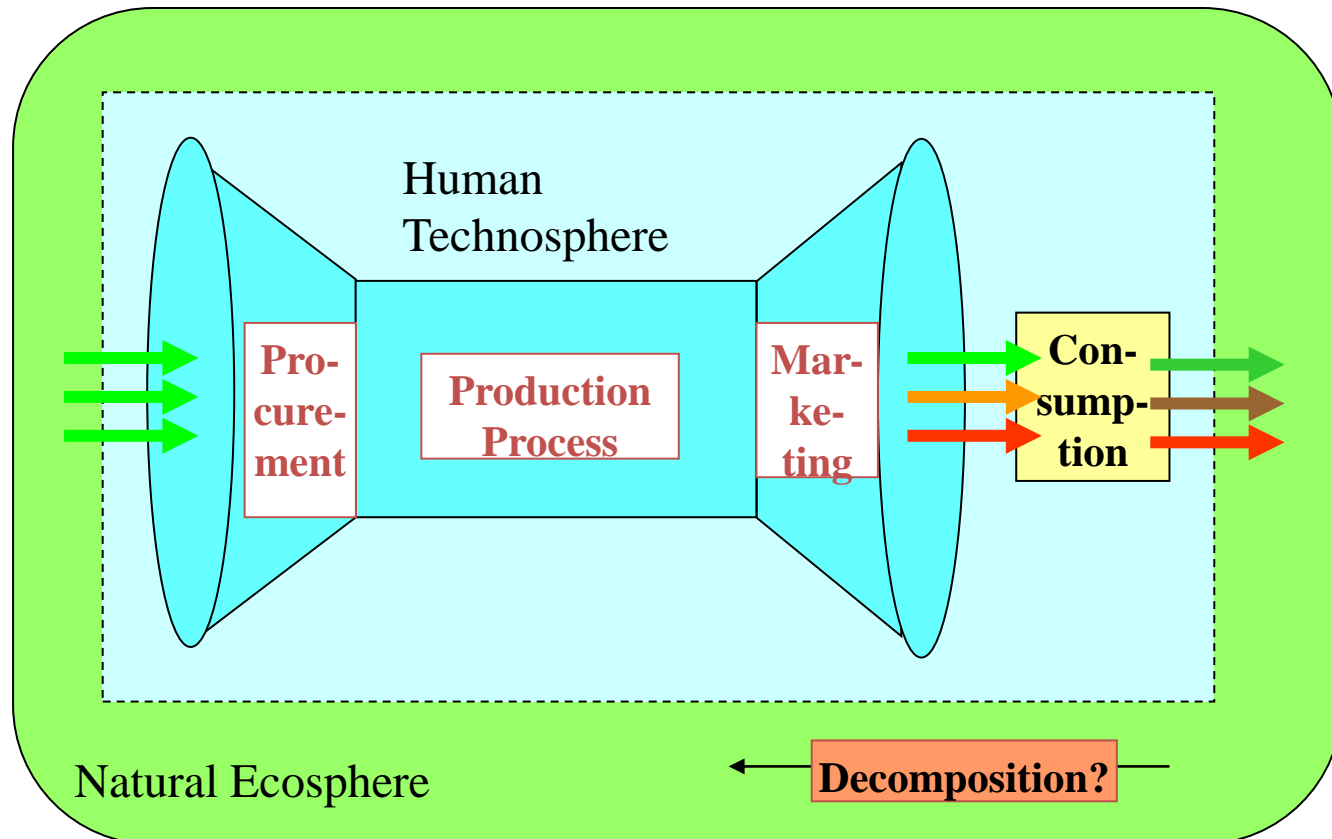 Human
Technosphere
Pro-
cure-
ment
Production
Process
Mar-
ke-
ting
Con-
sump-
tion
Natural Ecosphere
Decomposition?